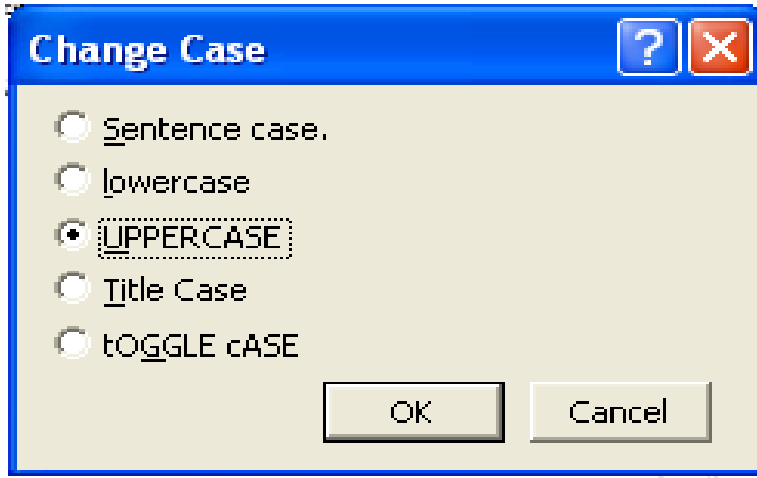 Change Case
?
Sentence case.
lowercase
UPPERCASE
Title Case
tOGGLE cASE
OK Cancel